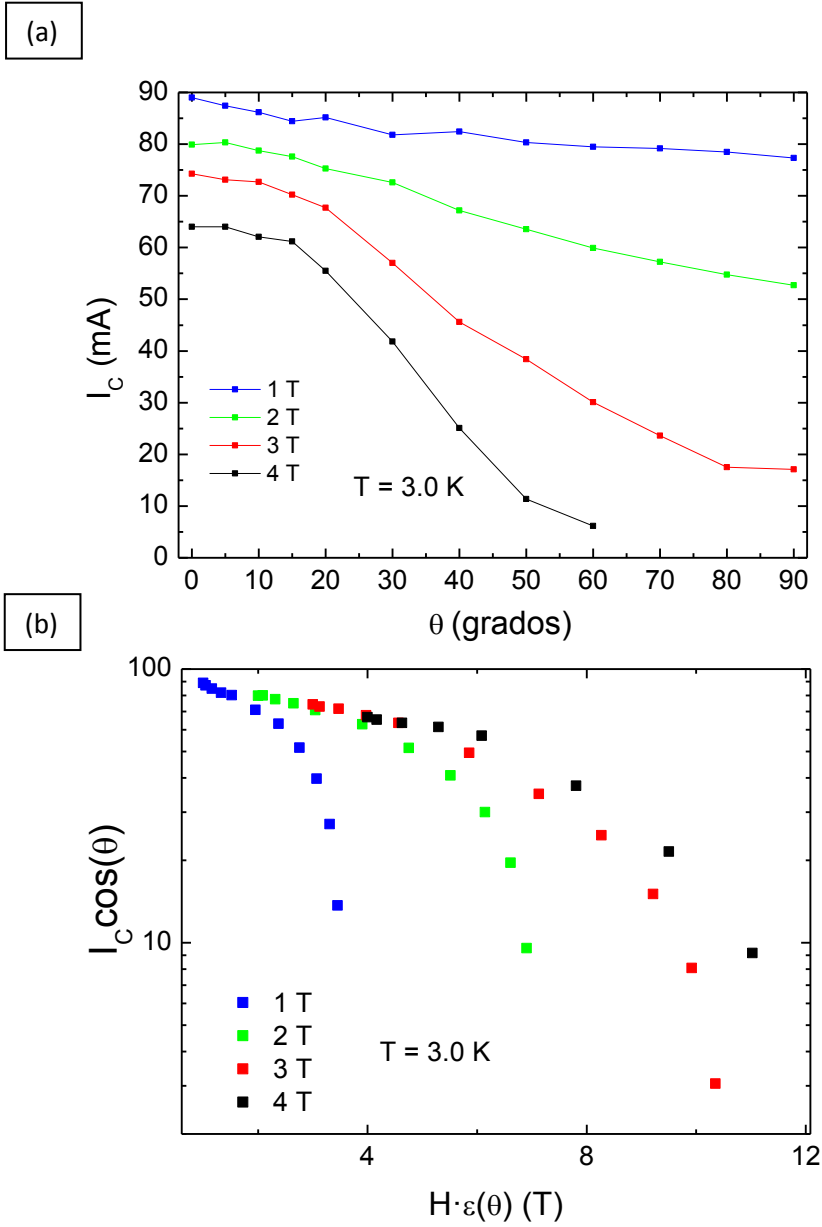 (a)
90
80
70
60
50
40
30
20
10
0
I_C (mA)
1 T
2 T
3 T
4 T
T = 3.0 K
0 10 20 30 40 50 60 70 80 90
θ (grados)
(b)
100
10
I_C cos(θ)
1 T
2 T
3 T
4 T
T = 3.0 K
4 8 12
H·ε(θ) (T)